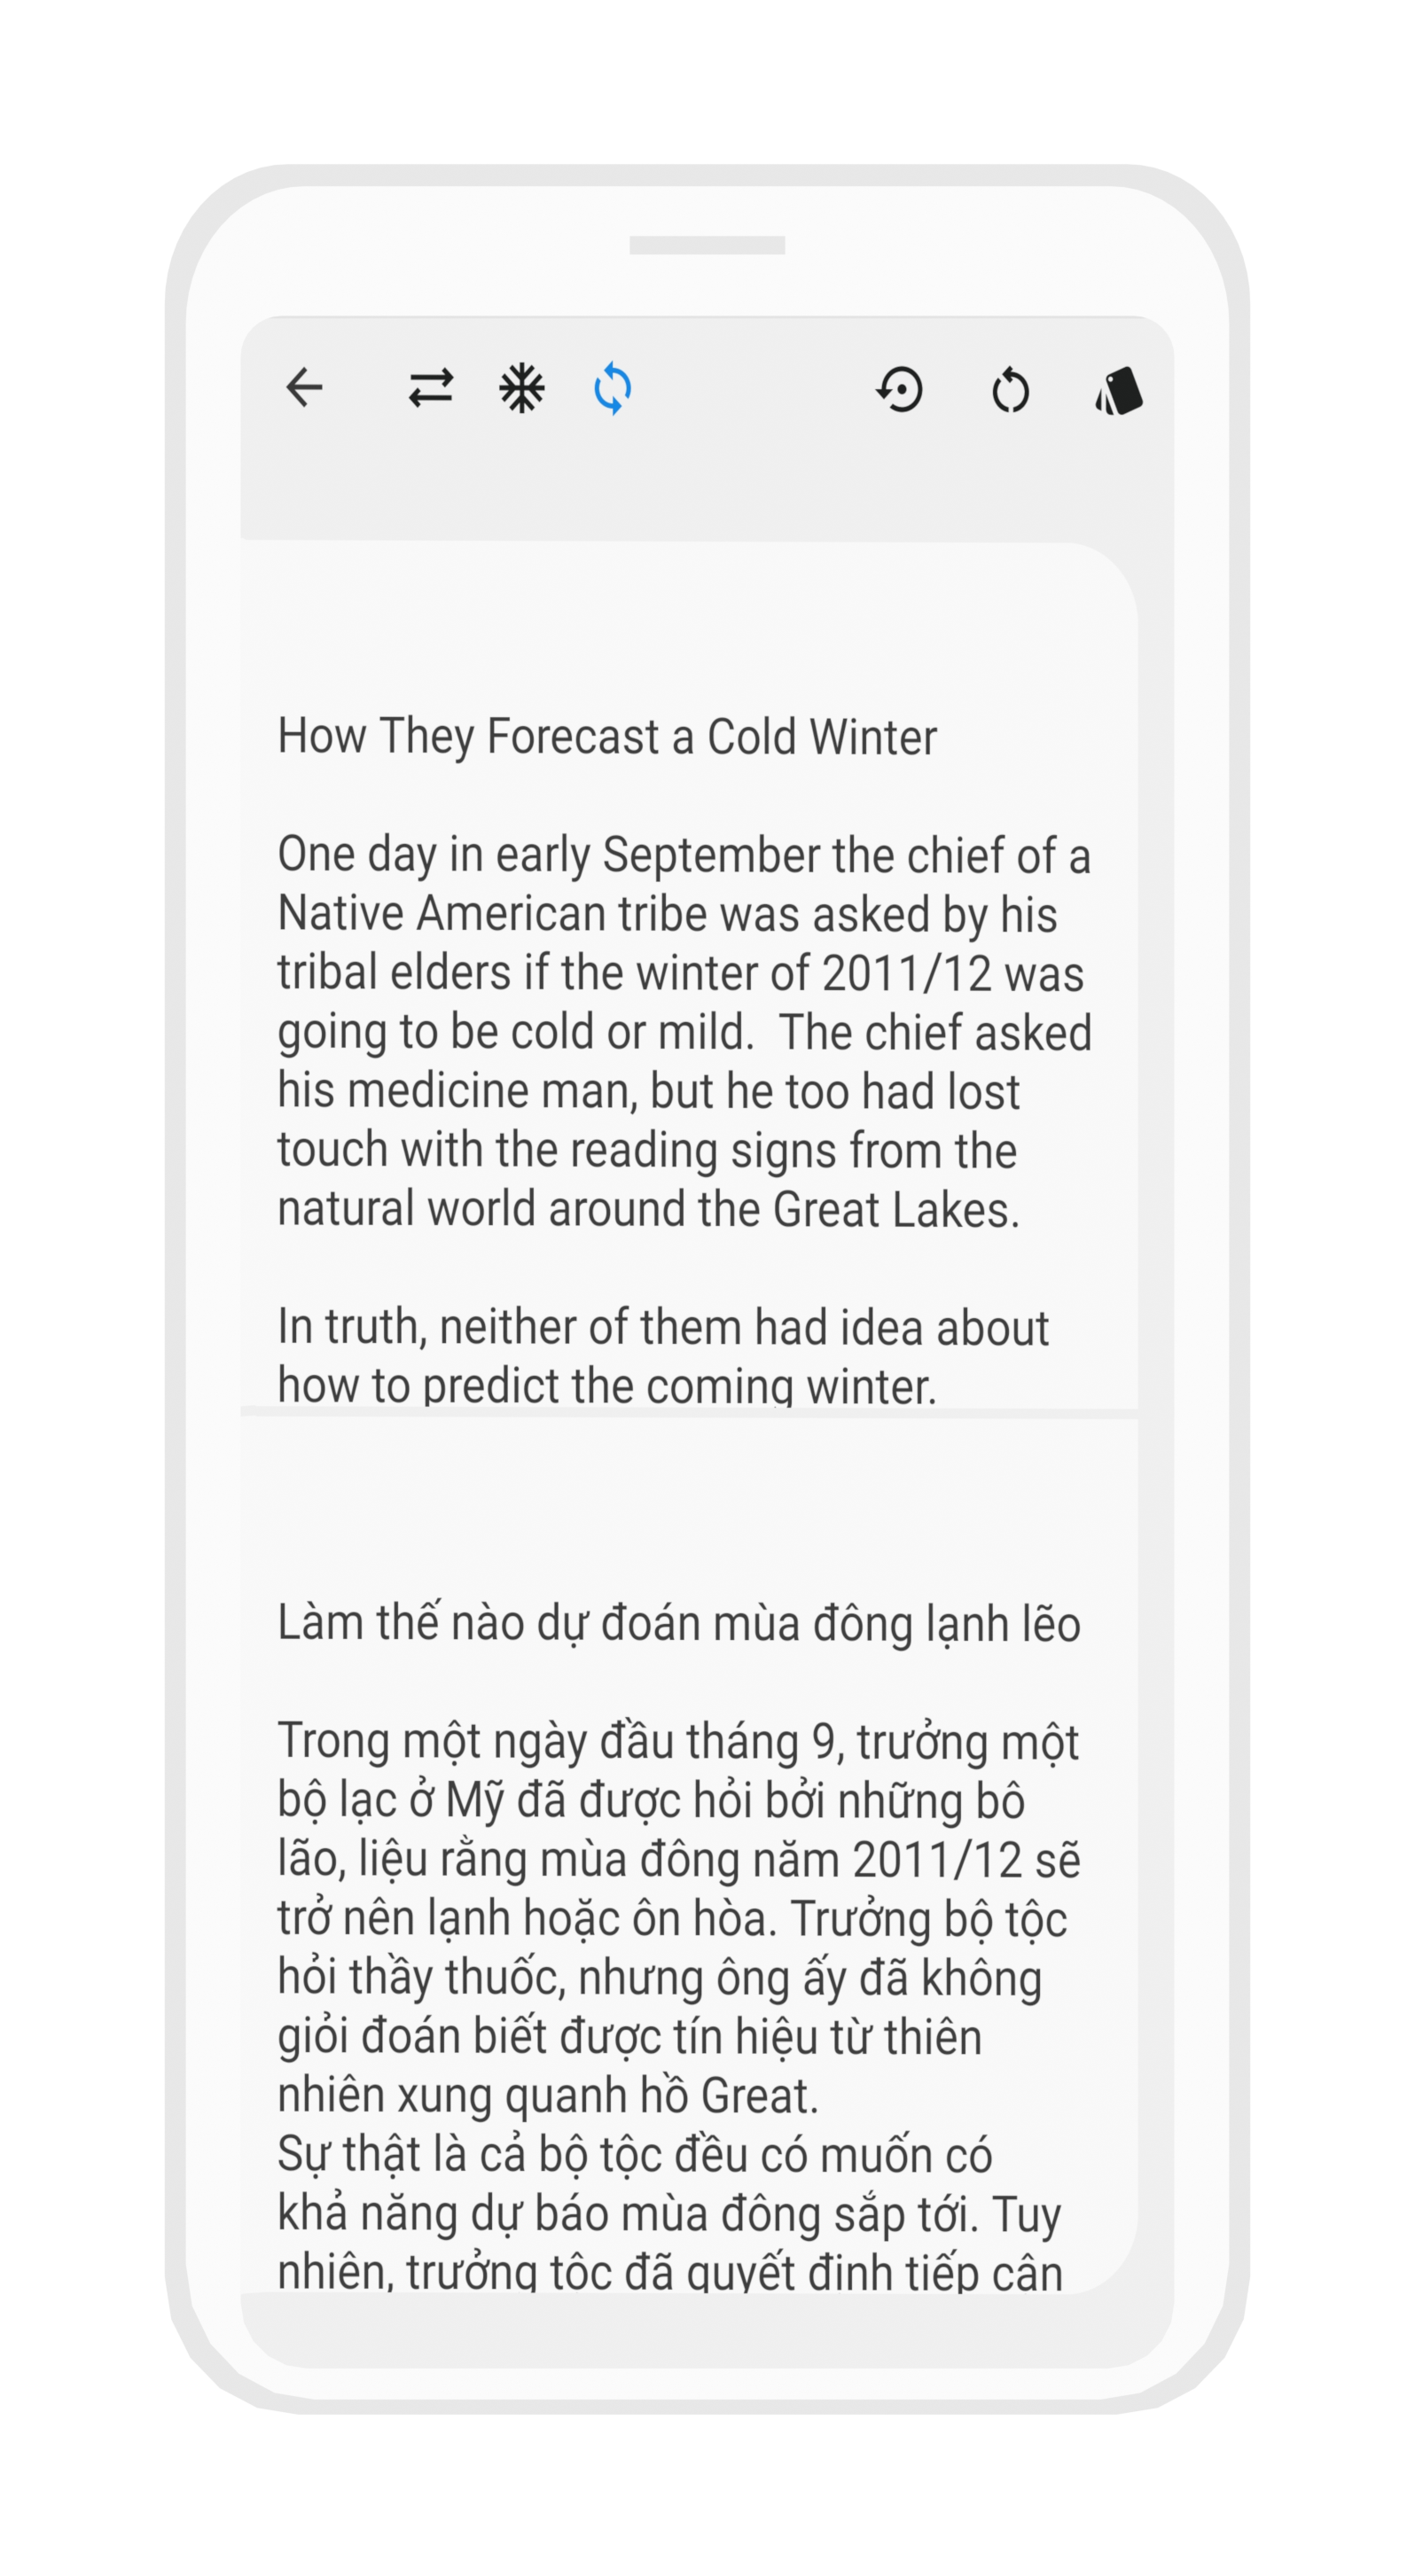 How They Forecast a Cold Winter
One day in early September the chief of a
Native American tribe was asked by his
tribal elders if the winter of 2011/12 was
going to be cold or mild.  The chief asked
his medicine man, but he too had lost
touch with the reading signs from the
natural world around the Great Lakes.
In truth, neither of them had idea about
how to predict the coming winter.
Làm thế nào dự đoán mùa đông lạnh lẽo
Trong một ngày đầu tháng 9, trưởng một
bộ lạc ở Mỹ đã được hỏi bởi những bô
lão, liệu rằng mùa đông năm 2011/12 sẽ
trở nên lạnh hoặc ôn hòa. Trưởng bộ tộc
hỏi thầy thuốc, nhưng ông ấy đã không
giỏi đoán biết được tín hiệu từ thiên
nhiên xung quanh hồ Great.
Sự thật là cả bộ tộc đều có muốn có
khả năng dự báo mùa đông sắp tới. Tuy
nhiên, trưởng tộc đã quyết định tiếp cận